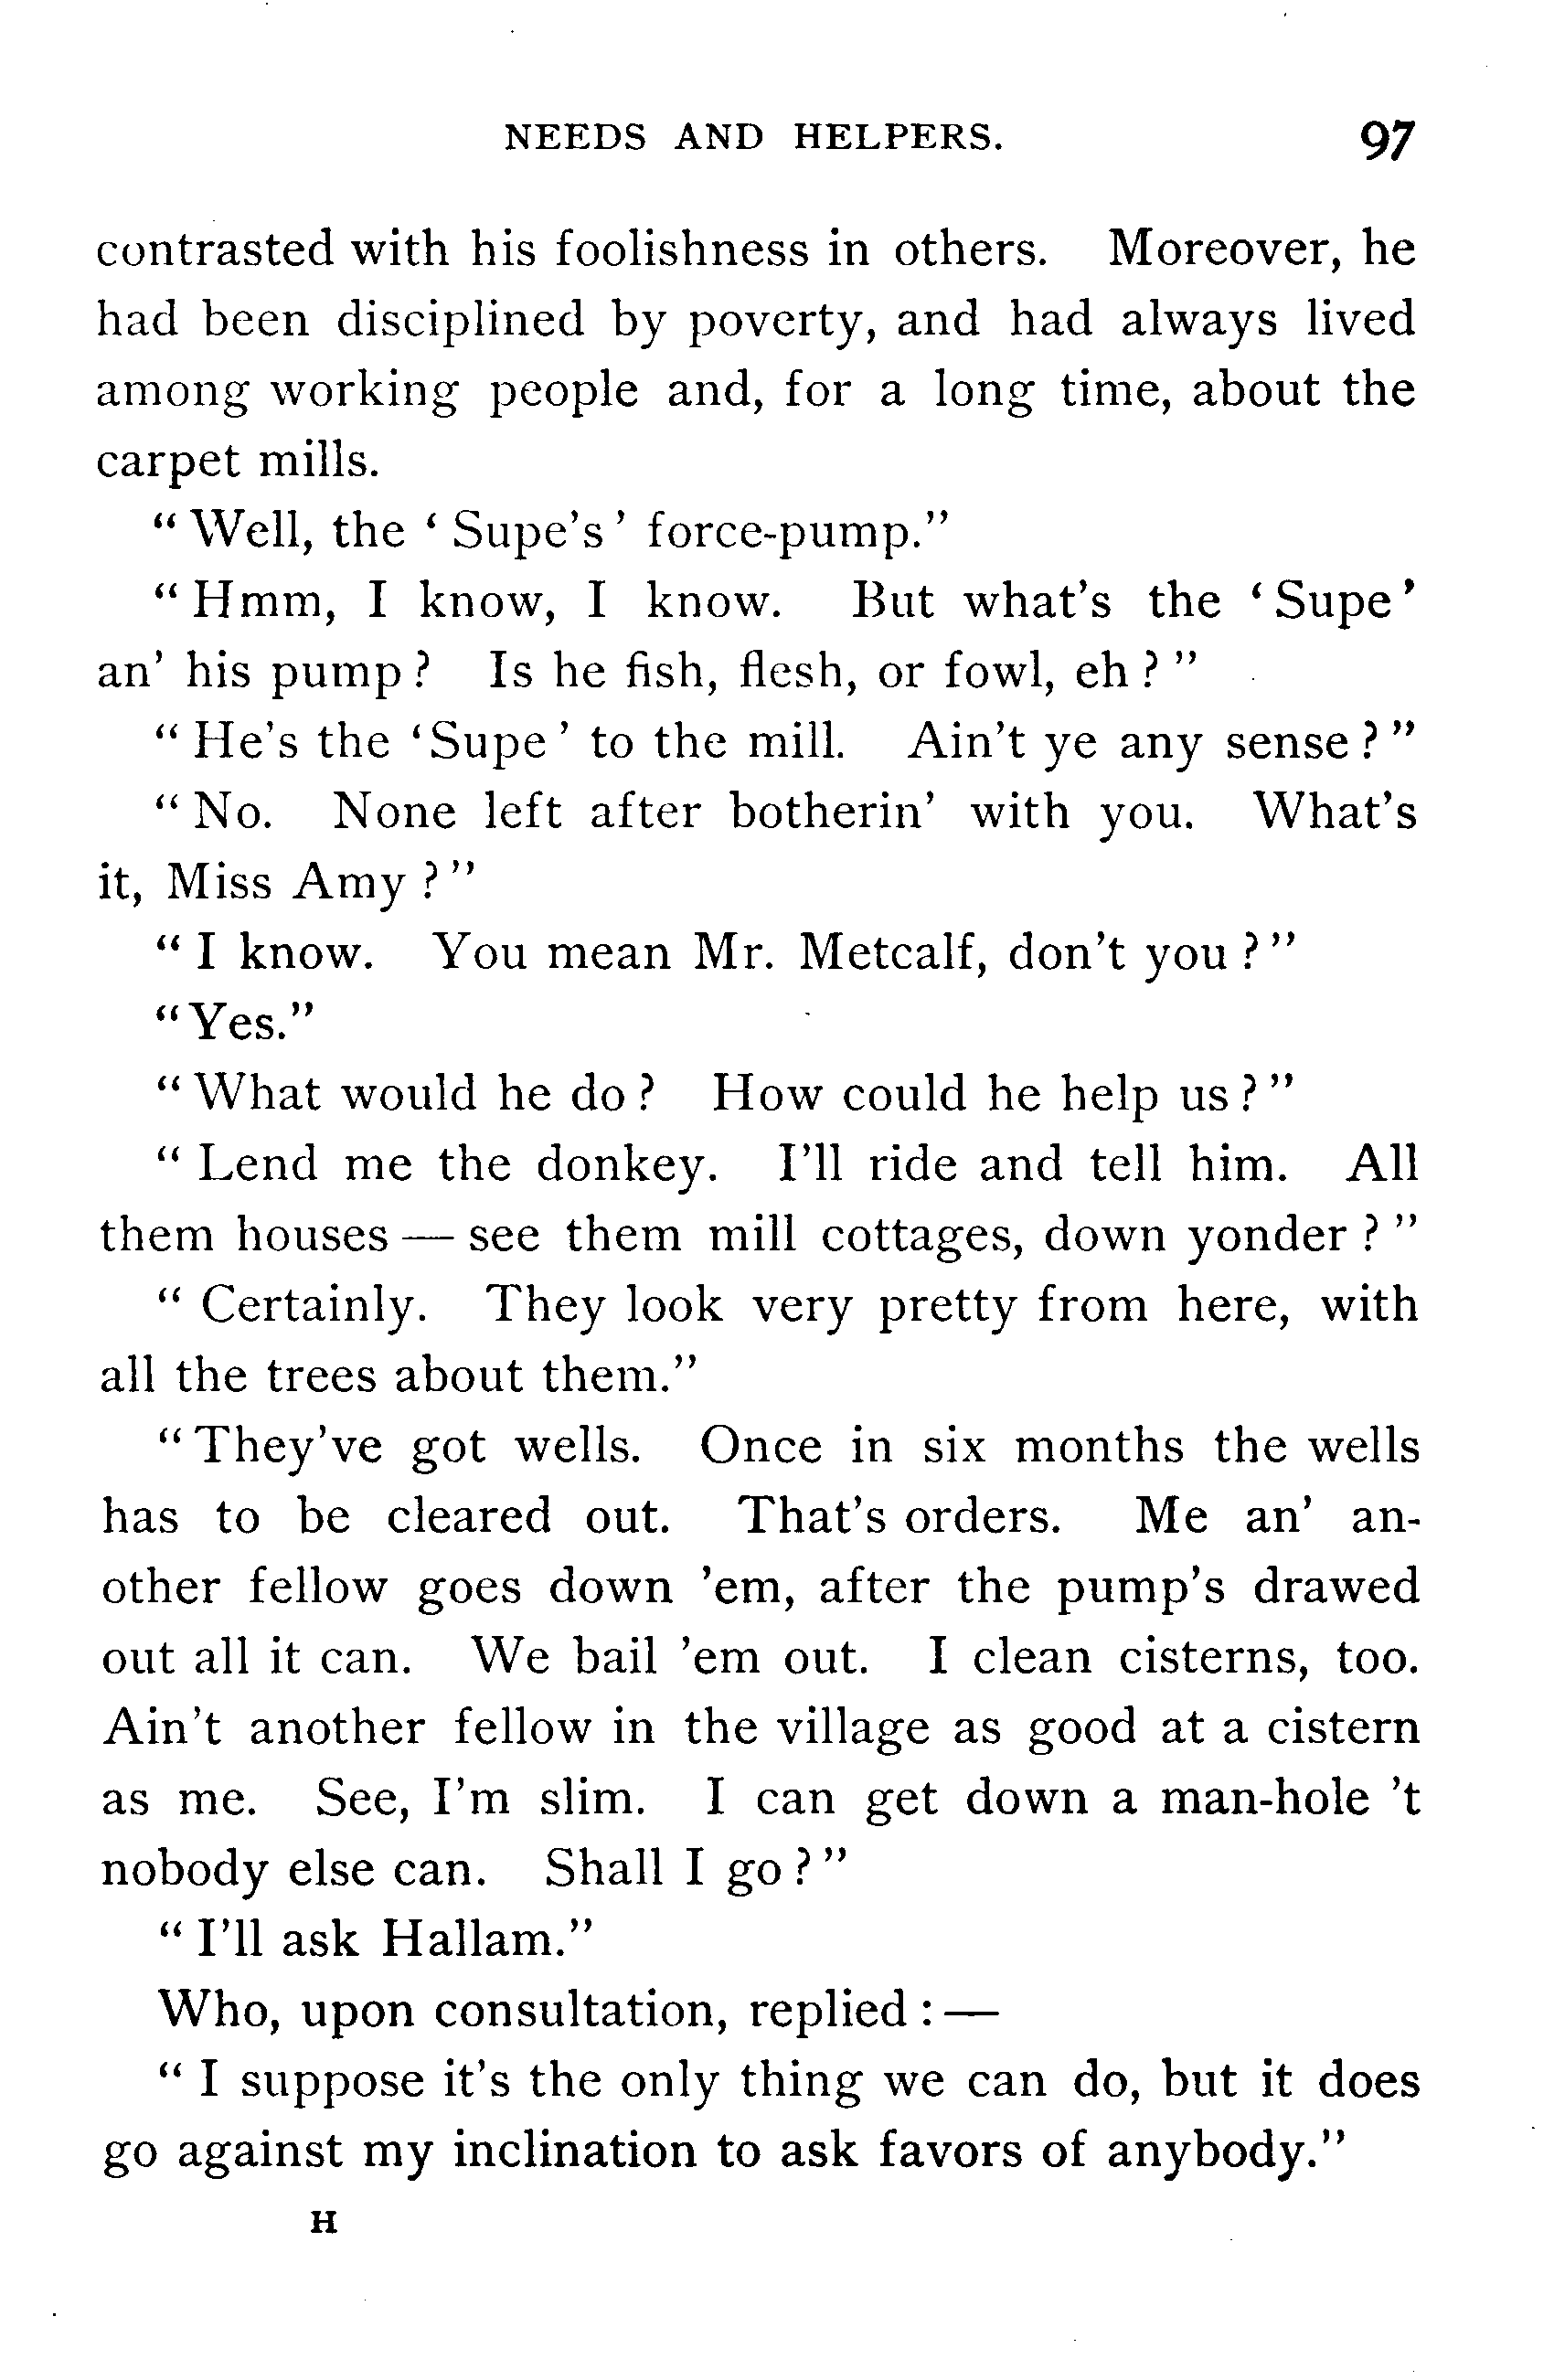 NEEDS AND HELPERS. 97
contrasted with his foolishness in others. Moreover, he
had been disciplined by poverty, and had always lived
among working people and, for a long time, about the
carpet mills.
“ Well, the ‘ Supe’s ’ force-pump.”
“ Hmm, I know, I know. But what’s the ‘ Supe ’
an’ his pump ? Is he fish, flesh, or fowl, eh ? ”
“ He’s the ‘ Supe ’ to the mill. Ain’t ye any sense ? ”
“ No. None left after botherin’ with you. What’s
it, Miss Amy ? ”
“ I know. You mean Mr. Metcalf, don’t you ? ”
“ Yes.”
“ What would he do ? How could he help us ? ”
“ Lend me the donkey. I’ll ride and tell him. All
them houses — see them mill cottages, down yonder ? ”
“ Certainly. They look very pretty from here, with
all the trees about them.”
“ They’ve got wells. Once in six months the wells
has to be cleared out. That’s orders. Me an’ an-
other fellow goes down ’em, after the pump’s drawed
out all it can. We bail ’em out. I clean cisterns, too.
Ain’t another fellow in the village as good at a cistern
as me. See, I’m slim. I can get down a man-hole ’t
nobody else can. Shall I go ? ”
“ I’ll ask Hallam.”
Who, upon consultation, replied : —
“ I suppose it’s the only thing we can do, but it does
go against my inclination to ask favors of anybody.”
H